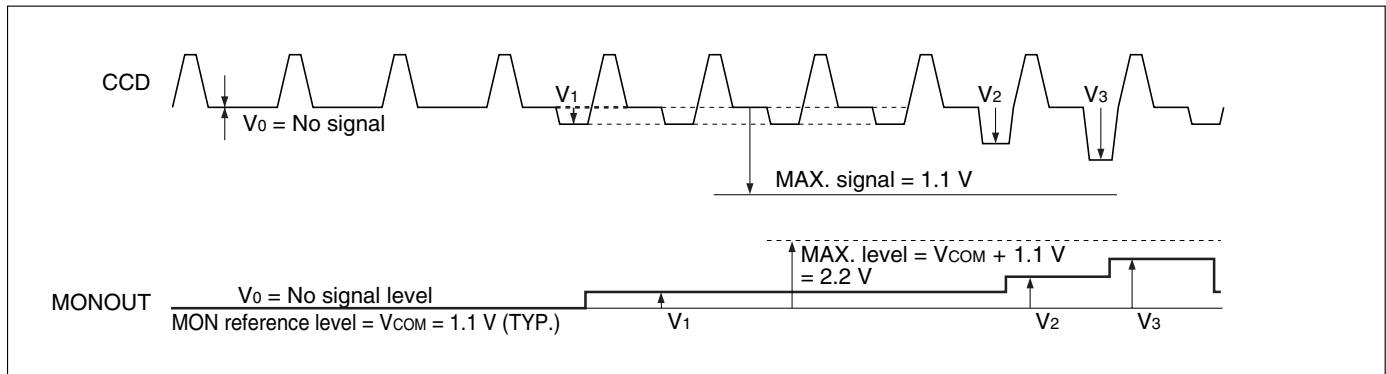 CCD
V1
V2
V3
V0 = No signal
MAX. signal = 1.1 V
MAX. level = VCOM + 1.1 V
= 2.2 V
MONOUT
V0 = No signal level
MON reference level = VCOM = 1.1 V (TYP.)
V1
V2
V3